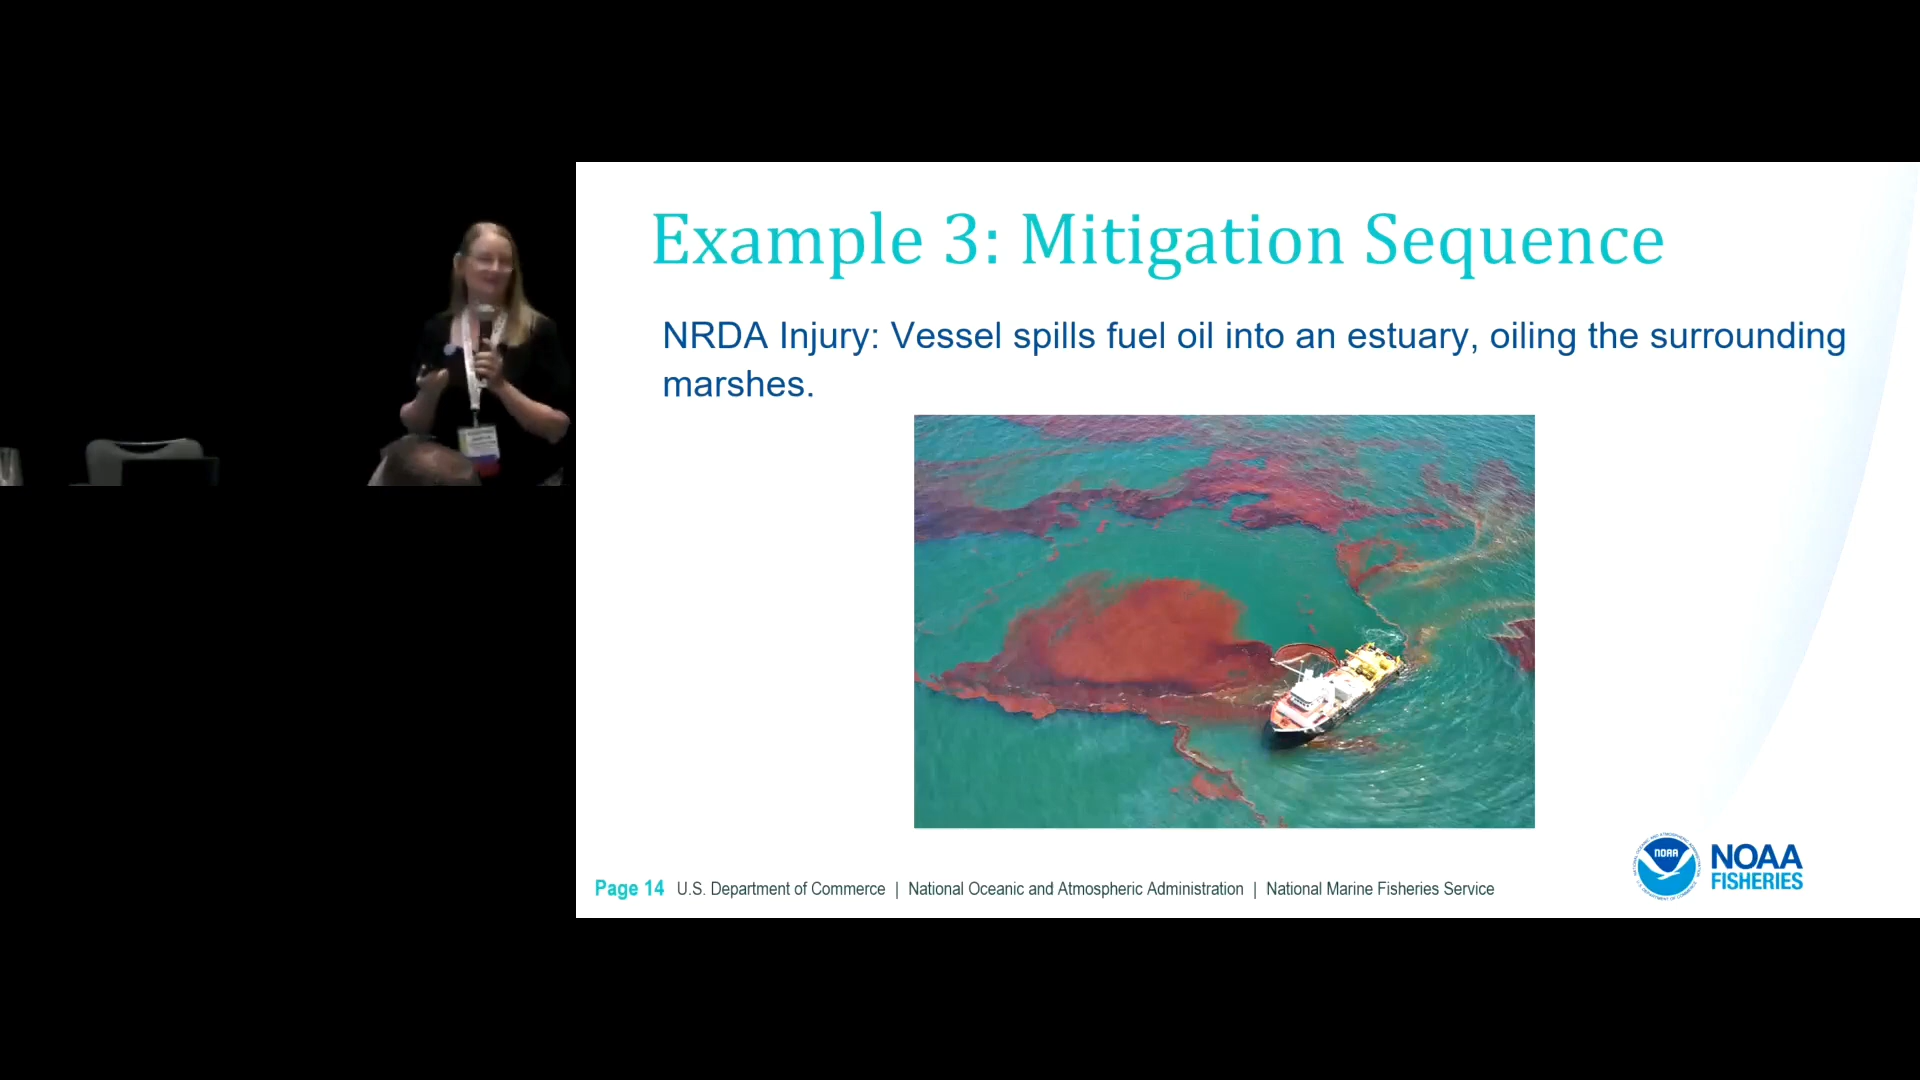 Example 3: Mitigation Sequence
NRDA Injury: Vessel spills fuel oil into an estuary, oiling the surrounding
marshes.
Page 14 U.S. Department of Commerce | National Oceanic and Atmospheric Administration | National Marine Fisheries Service
NOAA
NOAA
FISHERIES